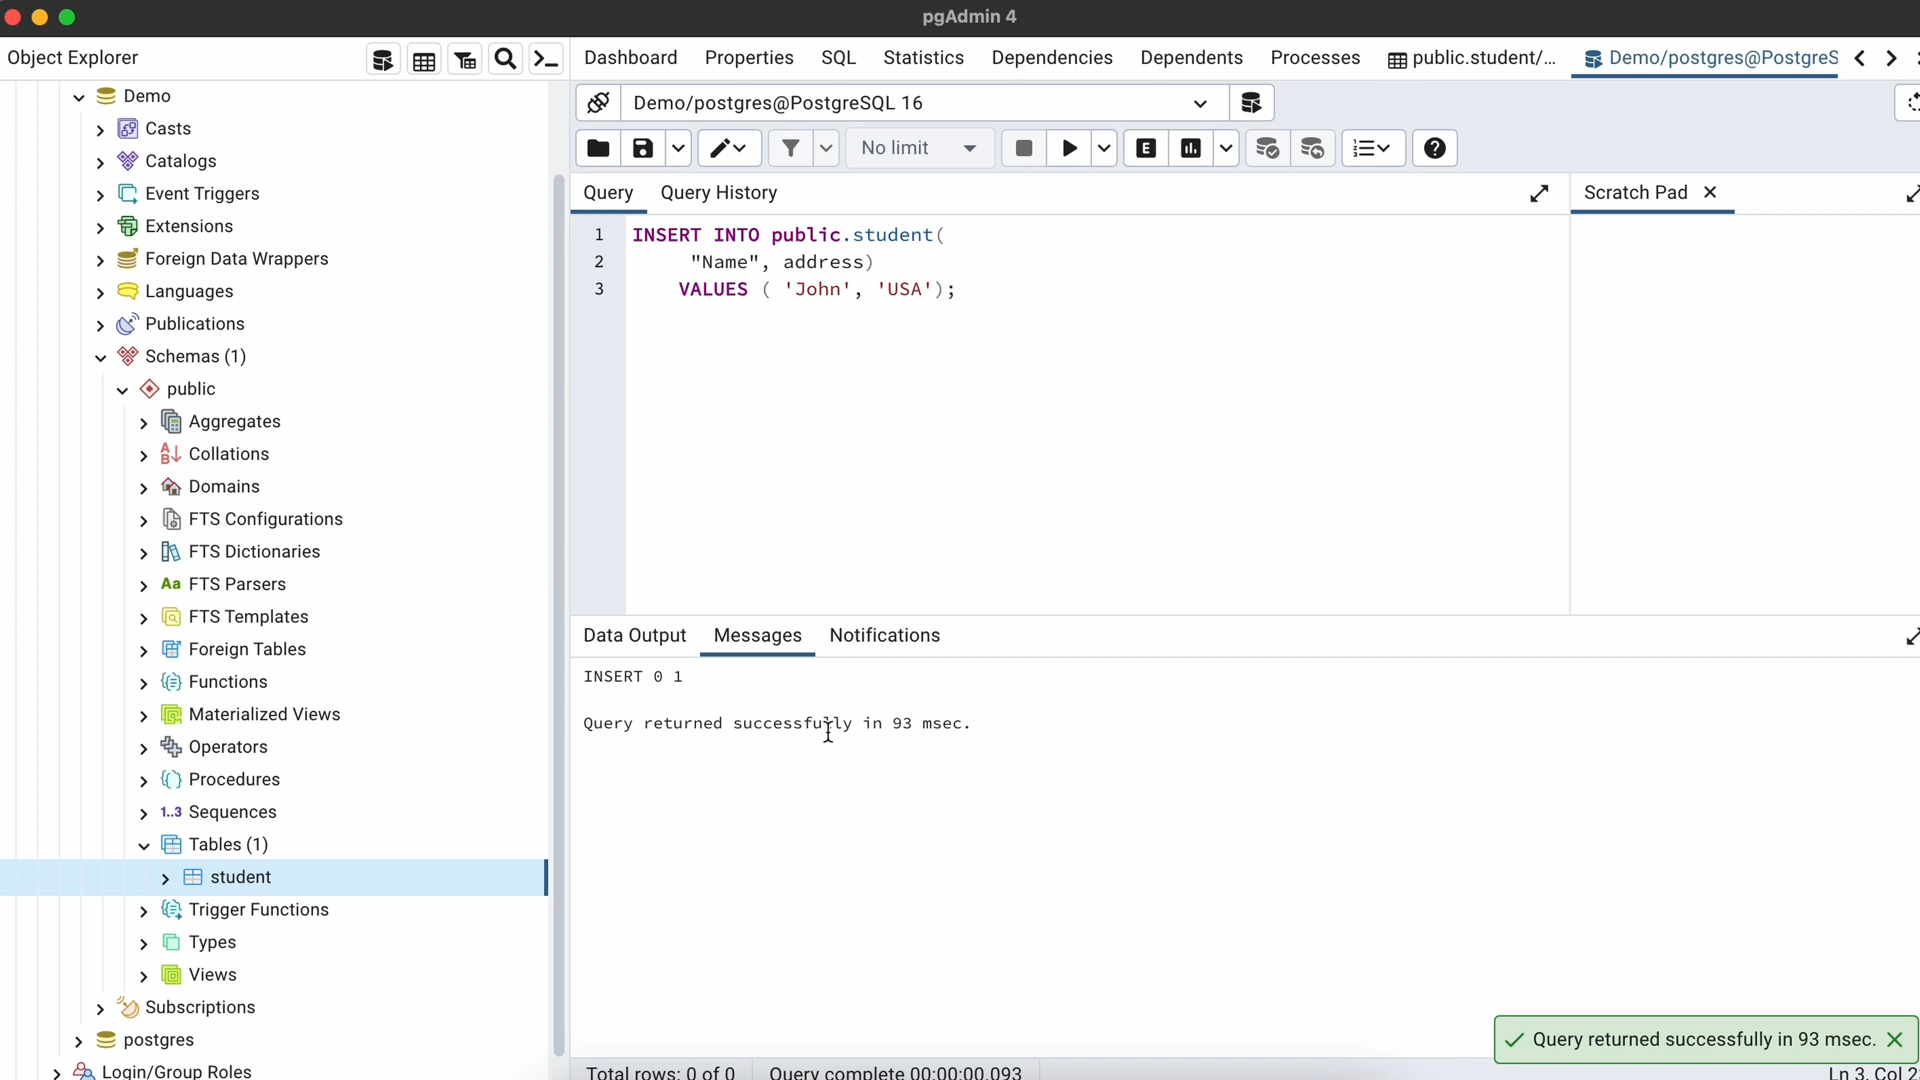 pgAdmin 4
Object Explorer
Dashboard Properties SQL Statistics Dependencies Dependents Processes public.student/... Demo/postgres@PostgreS
Demo
Casts
Catalogs
Event Triggers
Extensions
Foreign Data Wrappers
Languages
Publications
Schemas (1)
public
Aggregates
Collations
Domains
FTS Configurations
FTS Dictionaries
Aa FTS Parsers
FTS Templates
Foreign Tables
Functions
Materialized Views
Operators
Procedures
1..3 Sequences
Tables (1)
student
Trigger Functions
Types
Views
Subscriptions
postgres
Login/Group Roles
Demo/postgres@PostgreSQL 16
No limit E
Query Query History
Scratch Pad
1 INSERT INTO public.student(
2 "Name", address)
3 VALUES ( 'John', 'USA');
Data Output Messages Notifications
INSERT 0 1
Query returned successfully in 93 msec.
Query returned successfully in 93 msec.
Total rows: 0 of 0 Query complete 00:00:00.093
Ln 3, Col 2